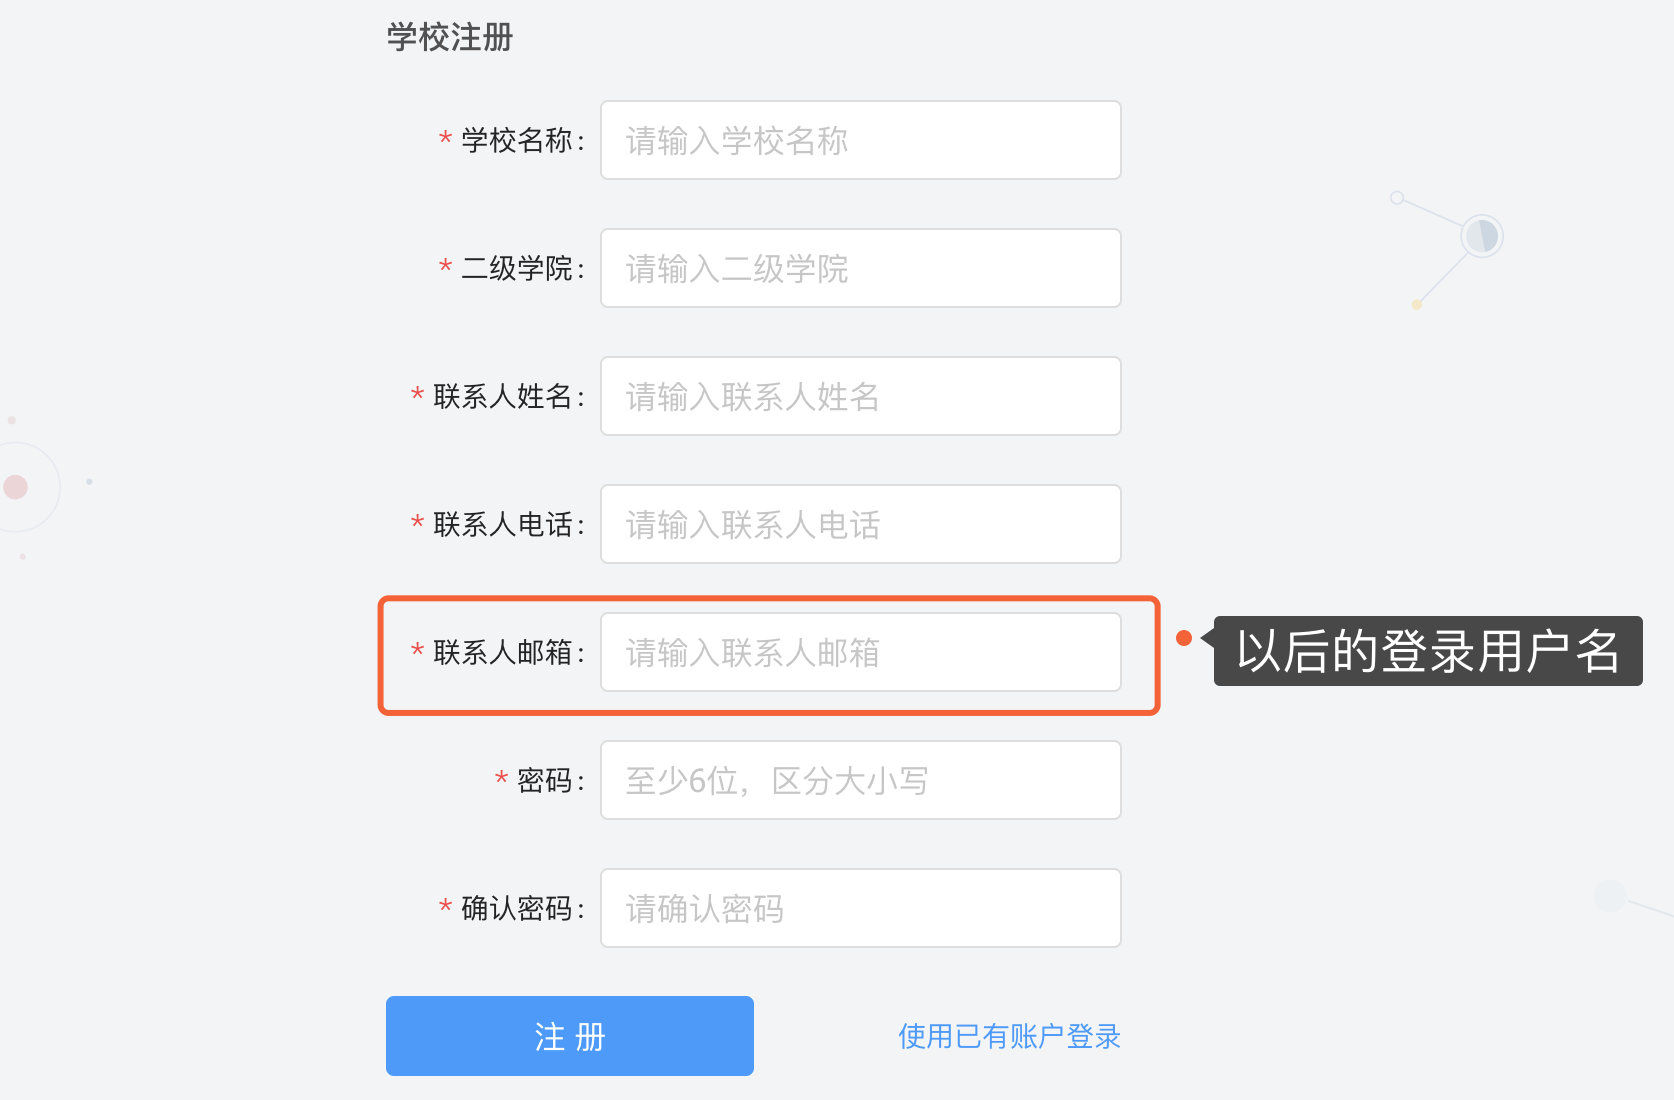 学校注册
* 学校名称: 请输入学校名称
* 二级学院: 请输入二级学院
* 联系人姓名: 请输入联系人姓名
* 联系人电话: 请输入联系人电话
* 联系人邮箱: 请输入联系人邮箱
以后的登录用户名
* 密码: 至少6位，区分大小写
* 确认密码: 请确认密码
注 册
使用已有账户登录